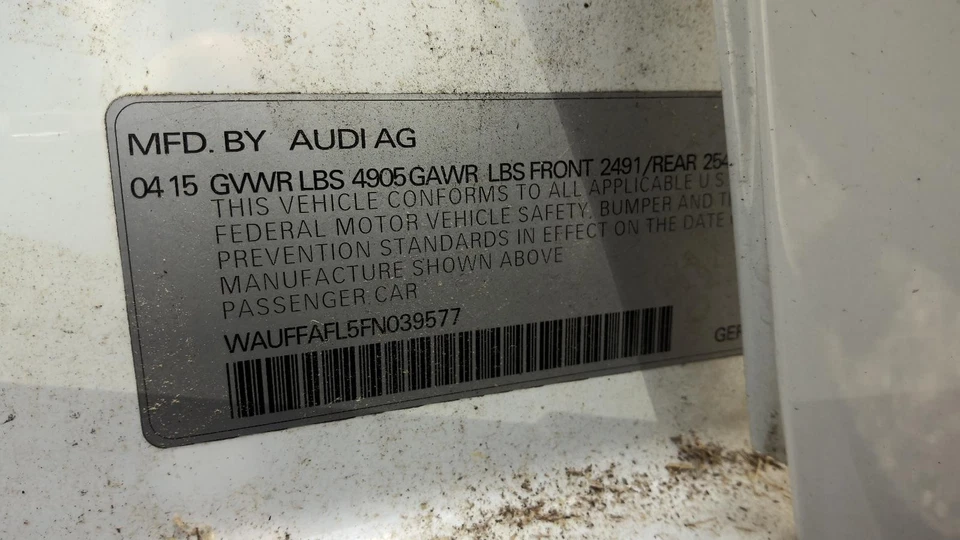 MFD. BY AUDI AG
04 15 GVWR LBS 4905 GAWR LBS FRONT 2491/REAR 254
THIS VEHICLE CONFORMS TO ALL APPLICABLE U S
FEDERAL MOTOR VEHICLE SAFETY. BUMPER AND
PREVENTION STANDARDS IN EFFECT ON THE DATE
MANUFACTURE SHOWN ABOVE
PASSENGER CAR
WAUFFAFL5FN039577
GER